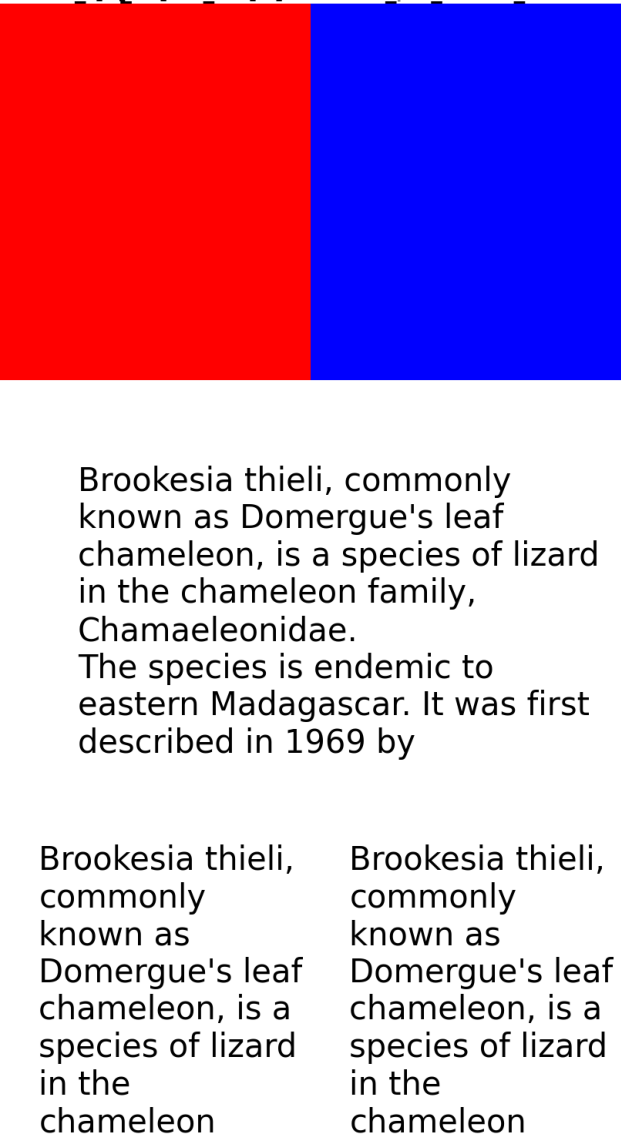 Brookesia thieli, commonly
known as Domergue's leaf
chameleon, is a species of lizard
in the chameleon family,
Chamaeleonidae.
The species is endemic to
eastern Madagascar. It was first
described in 1969 by
Brookesia thieli,
commonly
known as
Domergue's leaf
chameleon, is a
species of lizard
in the
chameleon
Brookesia thieli,
commonly
known as
Domergue's leaf
chameleon, is a
species of lizard
in the
chameleon